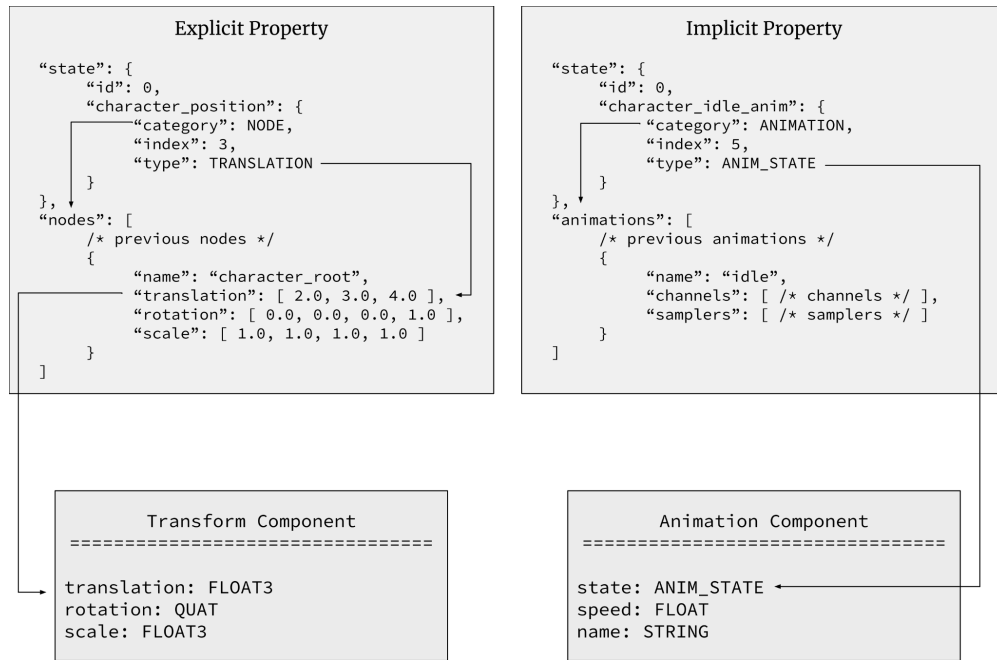 Explicit Property
“state”: {
“id”: 0,
“character_position”: {
“category”: NODE,
“index”: 3,
“type”: TRANSLATION
}
},
“nodes”: [
/* previous nodes */
{
“name”: “character_root”,
“translation”: [ 2.0, 3.0, 4.0 ],
“rotation”: [ 0.0, 0.0, 0.0, 1.0 ],
“scale”: [ 1.0, 1.0, 1.0, 1.0 ]
}
]
Implicit Property
“state”: {
“id”: 0,
“character_idle_anim”: {
“category”: ANIMATION,
“index”: 5,
“type”: ANIM_STATE
}
},
“animations”: [
/* previous animations */
{
“name”: “idle”,
“channels”: [ /* channels */ ],
“samplers”: [ /* samplers */ ]
}
]
Transform Component
=================================
translation: FLOAT3
rotation: QUAT
scale: FLOAT3
Animation Component
=================================
state: ANIM_STATE
speed: FLOAT
name: STRING